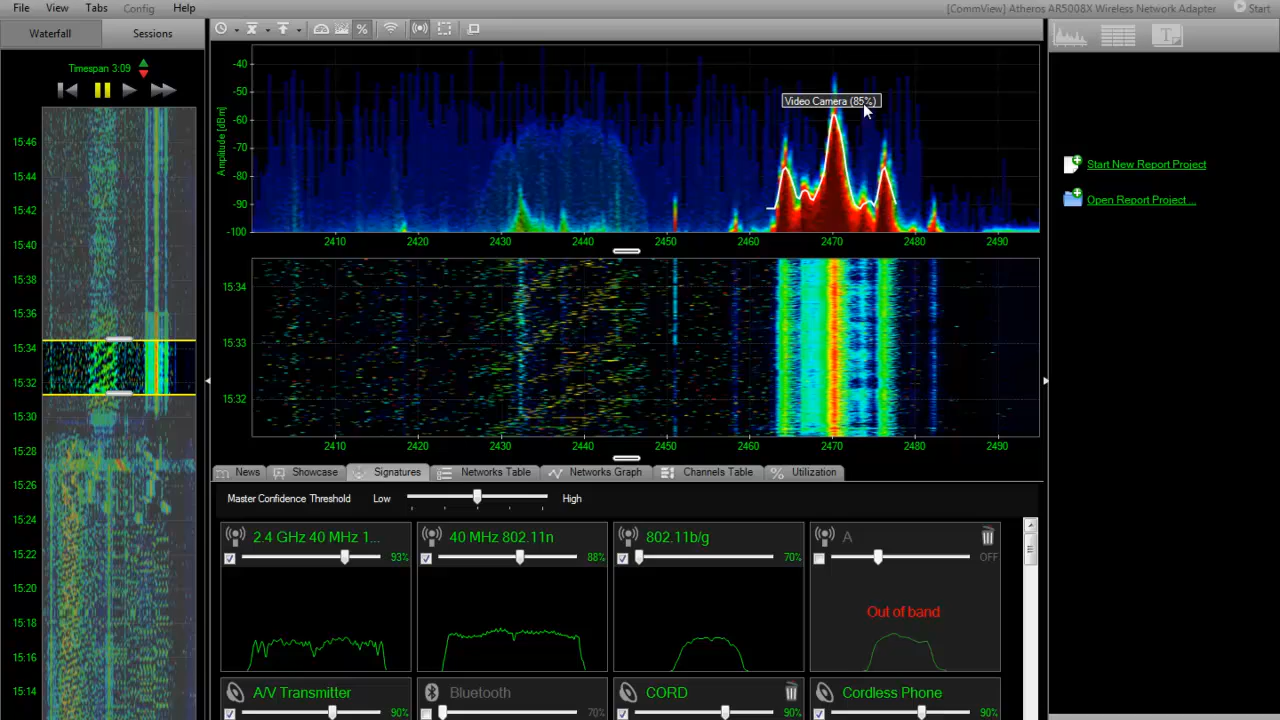 File View Tabs Config Help
[CommView] Atheros AR5008X Wireless Network Adapter Start
Waterfall Sessions
Timespan 3:09
15:46
15:44
15:42
15:40
15:38
15:36
15:34
15:32
15:30
15:28
15:26
15:24
15:22
15:20
15:18
15:16
15:14
Amplitude [dBm]
-40
-50
-60
-70
-80
-90
-100
Video Camera (85%)
2410 2420 2430 2440 2450 2460 2470 2480 2490
15:34
15:33
15:32
2410 2420 2430 2440 2450 2460 2470 2480 2490
Start New Report Project
Open Report Project ...
News Showcase Signatures Networks Table Networks Graph Channels Table Utilization
Master Confidence Threshold Low High
2.4 GHz 40 MHz 1... 40 MHz 802.11n 802.11b/g A
93% 88% 70% OFF
Out of band
A/V Transmitter Bluetooth CORD Cordless Phone
90% 70% 90% 90%